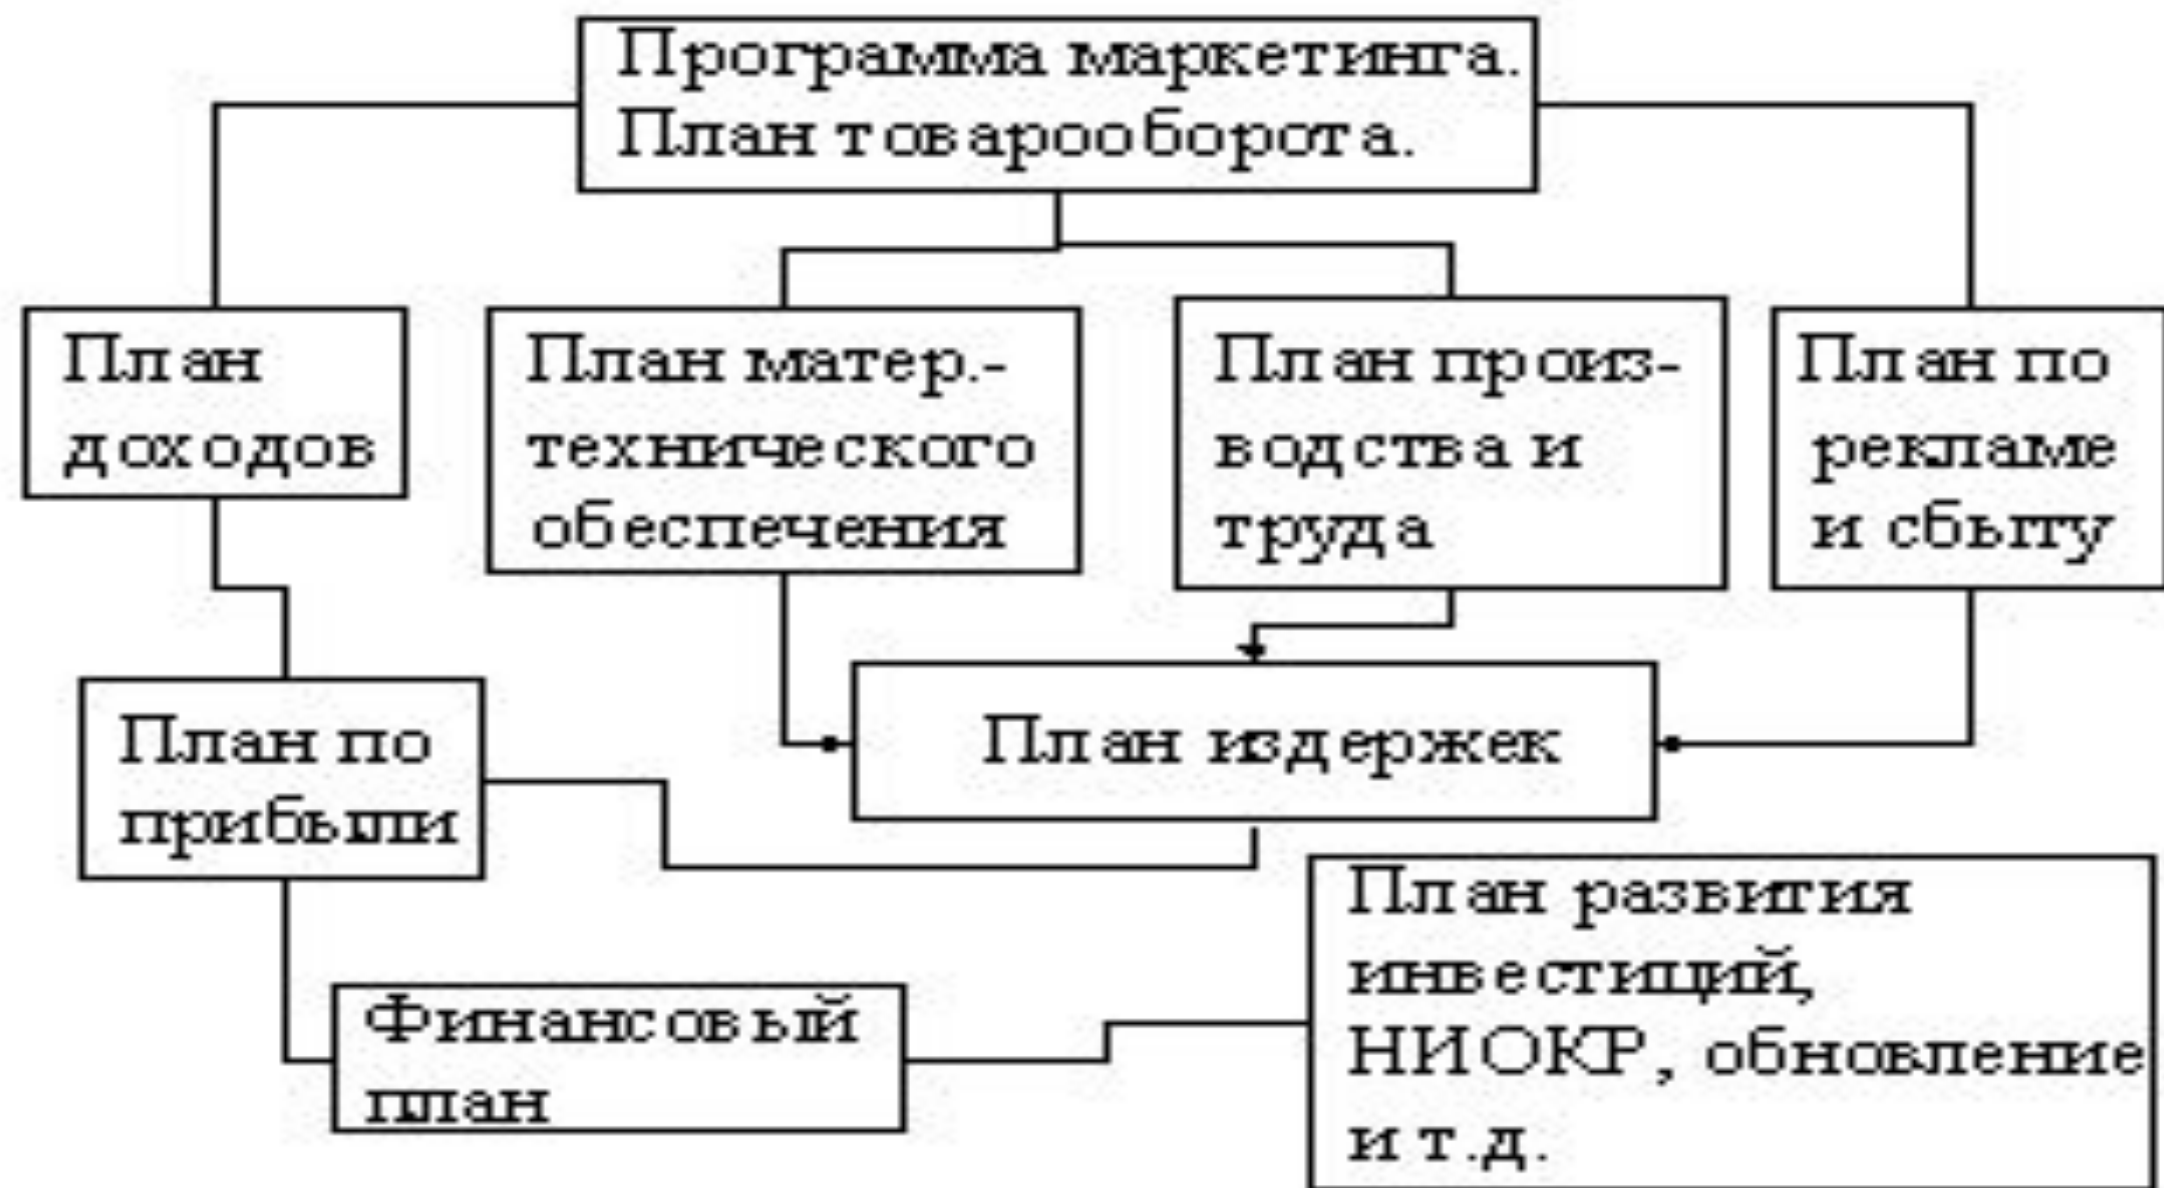 Программа маркетинга.
План товарооборота.
План
доходов
План матер.-
технического
обеспечения
План произ-
водства и
труда
План по
рекламе
и сбыту
План по
прибыли
План издержек
Финансовый
план
План развития
инвестиций,
НИОКР, обновление
и т.д.